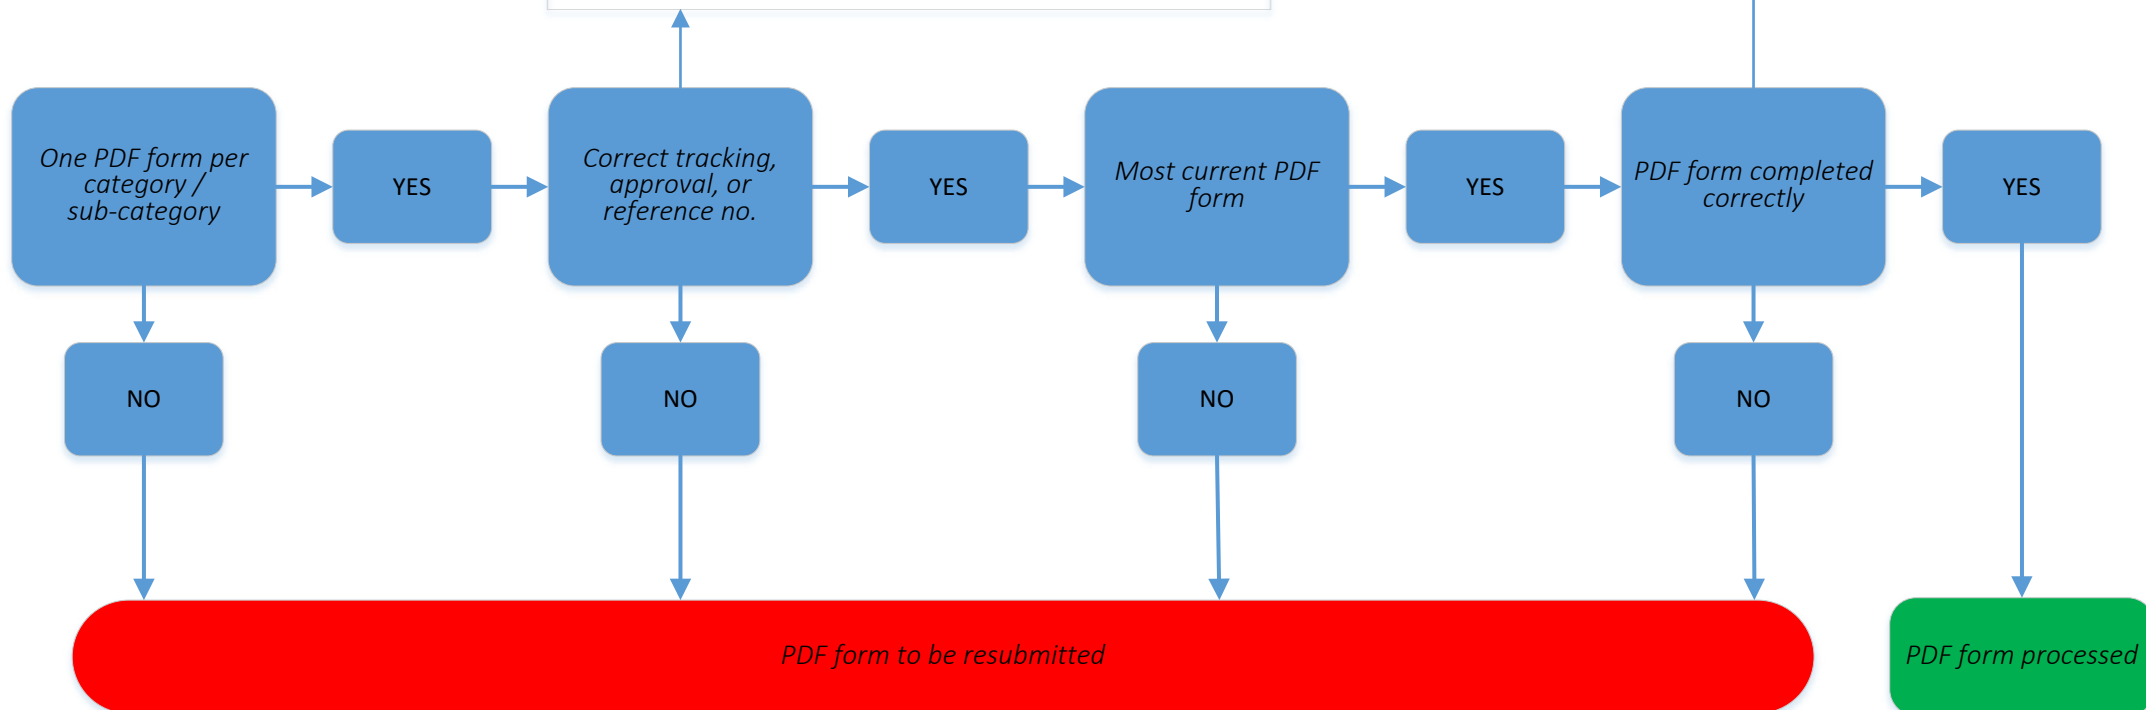 One PDF form per
category /
sub-category
YES
Correct tracking,
approval, or
reference no.
YES
Most current PDF
form
YES
PDF form completed
correctly
YES
NO
NO
NO
NO
PDF form to be resubmitted
PDF form processed